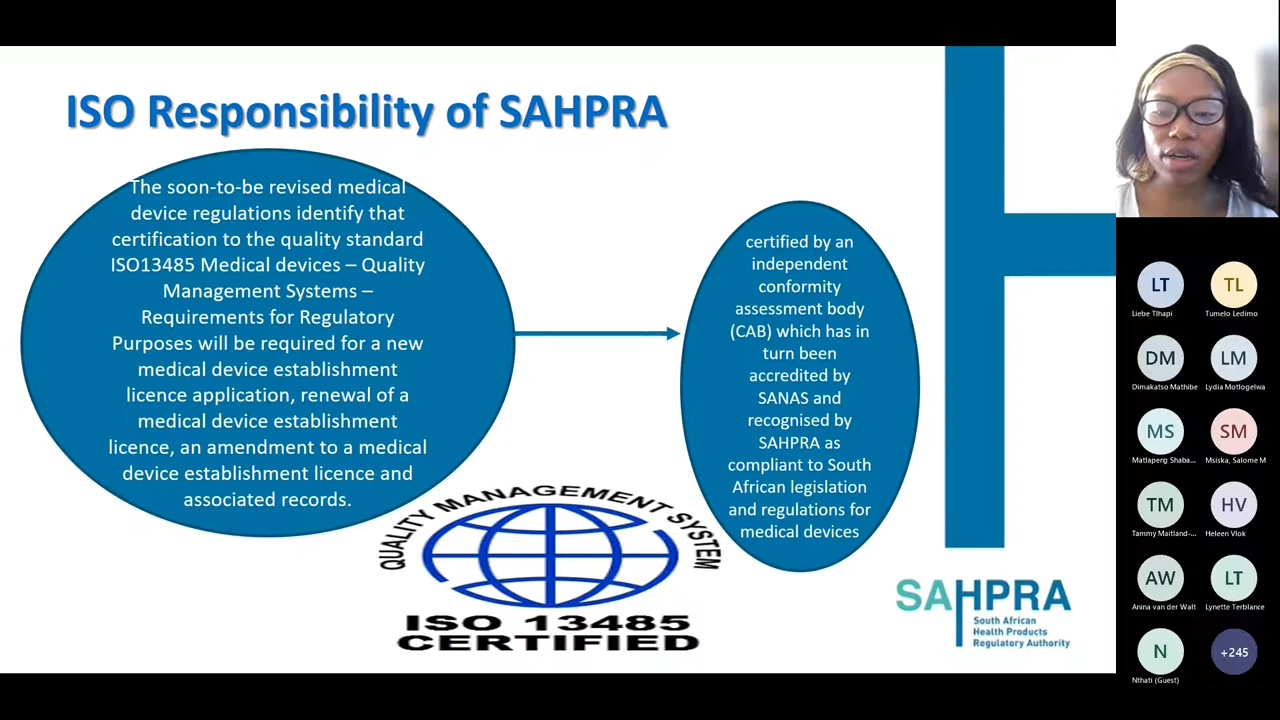 ISO Responsibility of SAHPRA
The soon-to-be revised medical
device regulations identify that
certification to the quality standard
ISO13485 Medical devices – Quality
Management Systems –
Requirements for Regulatory
Purposes will be required for a new
medical device establishment
licence application, renewal of a
medical device establishment
licence, an amendment to a medical
device establishment licence and
associated records.
certified by an
independent
conformity
assessment body
(CAB) which has in
turn been
accredited by
SANAS and
recognised by
SAHPRA as
compliant to South
African legislation
and regulations for
medical devices
QUALITY MANAGEMENT SYSTEM
ISO 13485
CERTIFIED
SAHPRA
South African
Health Products
Regulatory Authority
LT
TL
Liebe Tlhapi
Tumelo Ledimo
DM
LM
Dimakatso Mathibe
Lydia Motlogelwa
MS
SM
Matlapeng Shaba...
Msiska, Salome M
TM
HV
Tammy Maitland-...
Heleen Vlok
AW
LT
Anina van der Walt
Lynette Terblance
N
+245
Nthati (Guest)